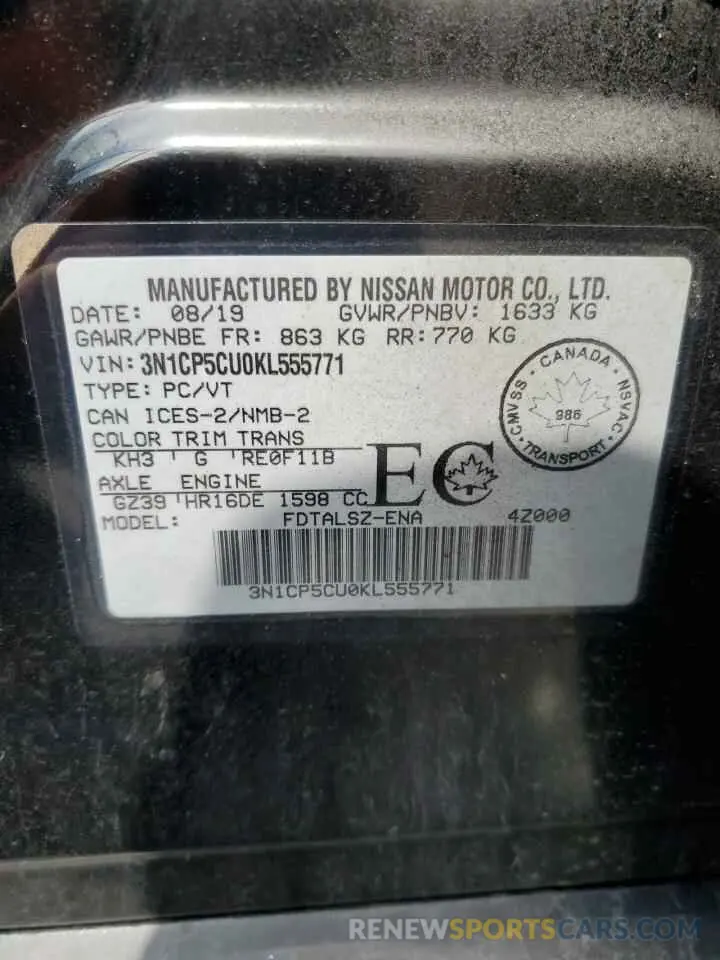 MANUFACTURED BY NISSAN MOTOR CO., LTD.
DATE: 08/19 GVWR/PNBV: 1633 KG
GAWR/PNBE FR: 863 KG RR: 770 KG
VIN: 3N1CP5CU0KL555771
TYPE: PC/VT
CAN ICES-2/NMB-2
COLOR TRIM TRANS
KH3 G RE0F11B
AXLE ENGINE
GZ39 HR16DE 1598 CC
EC
MODEL: FDTALSZ-ENA 4Z000
3N1CP5CU0KL555771
CANADA
CMVSS 986 NSVAC
TRANSPORT
RENEWSPORTSCARS.COM